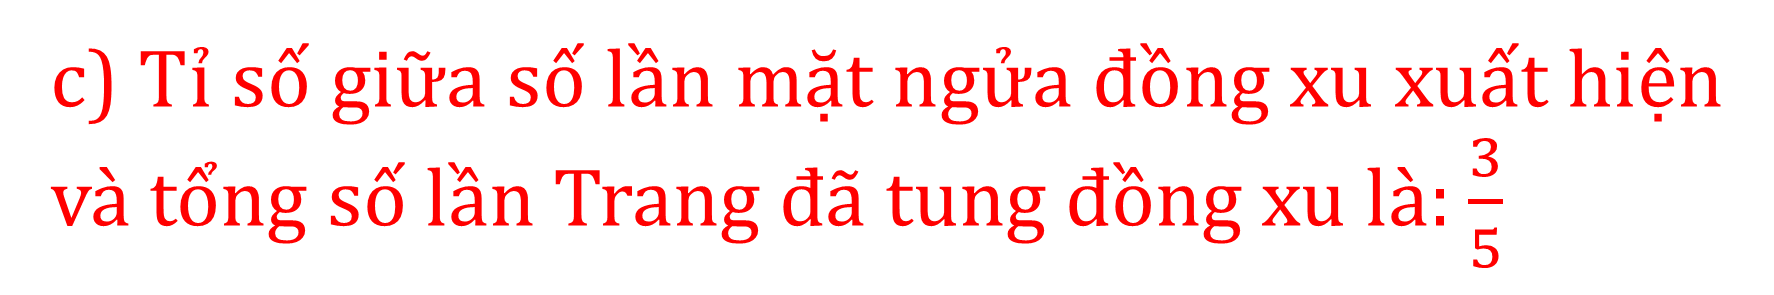 c) Tỉ số giữa số lần mặt ngửa đồng xu xuất hiện
và tổng số lần Trang đã tung đồng xu là: 3/5